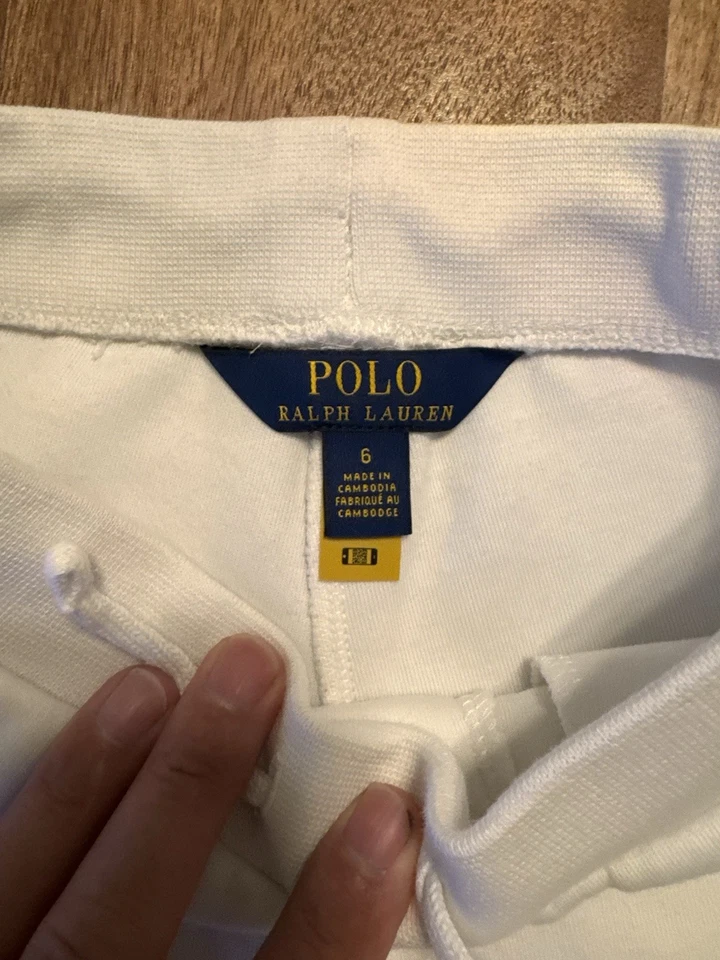 POLO
RALPH LAUREN
6
MADE IN
CAMBODIA
FABRIQUÉ AU
CAMBODGE